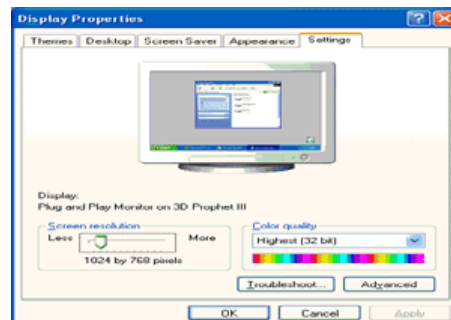 Display Properties
Themes Desktop Screen Saver Appearance Settings
Display:
Plug and Play Monitor on 3D Prophet III
Screen resolution
Less More
1024 by 768 pixels
Color quality
Highest (32 bit)
Troubleshoot... Advanced
OK Cancel Apply